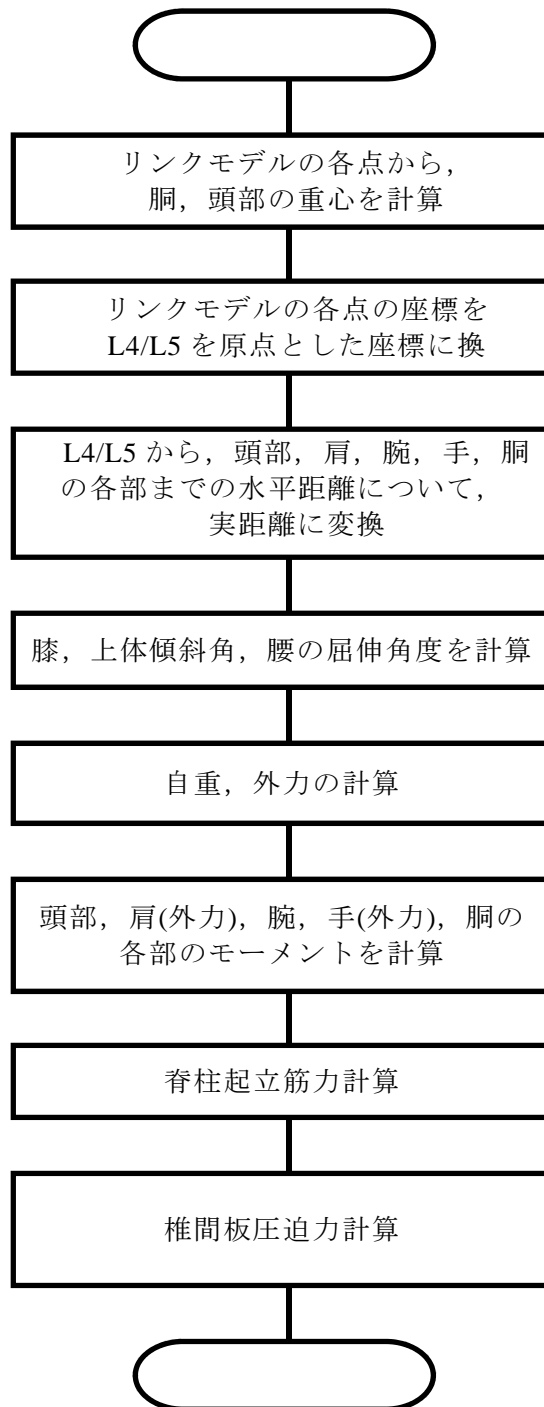 リンクモデルの各点から，
胴，頭部の重心を計算
リンクモデルの各点の座標を
L4/L5 を原点とした座標に換
L4/L5 から，頭部，肩，腕，手，胴
の各部までの水平距離について，
実距離に変換
膝，上体傾斜角，腰の屈伸角度を計算
自重，外力の計算
頭部，肩(外力)，腕，手(外力)，胴の
各部のモーメントを計算
脊柱起立筋力計算
椎間板圧迫力計算